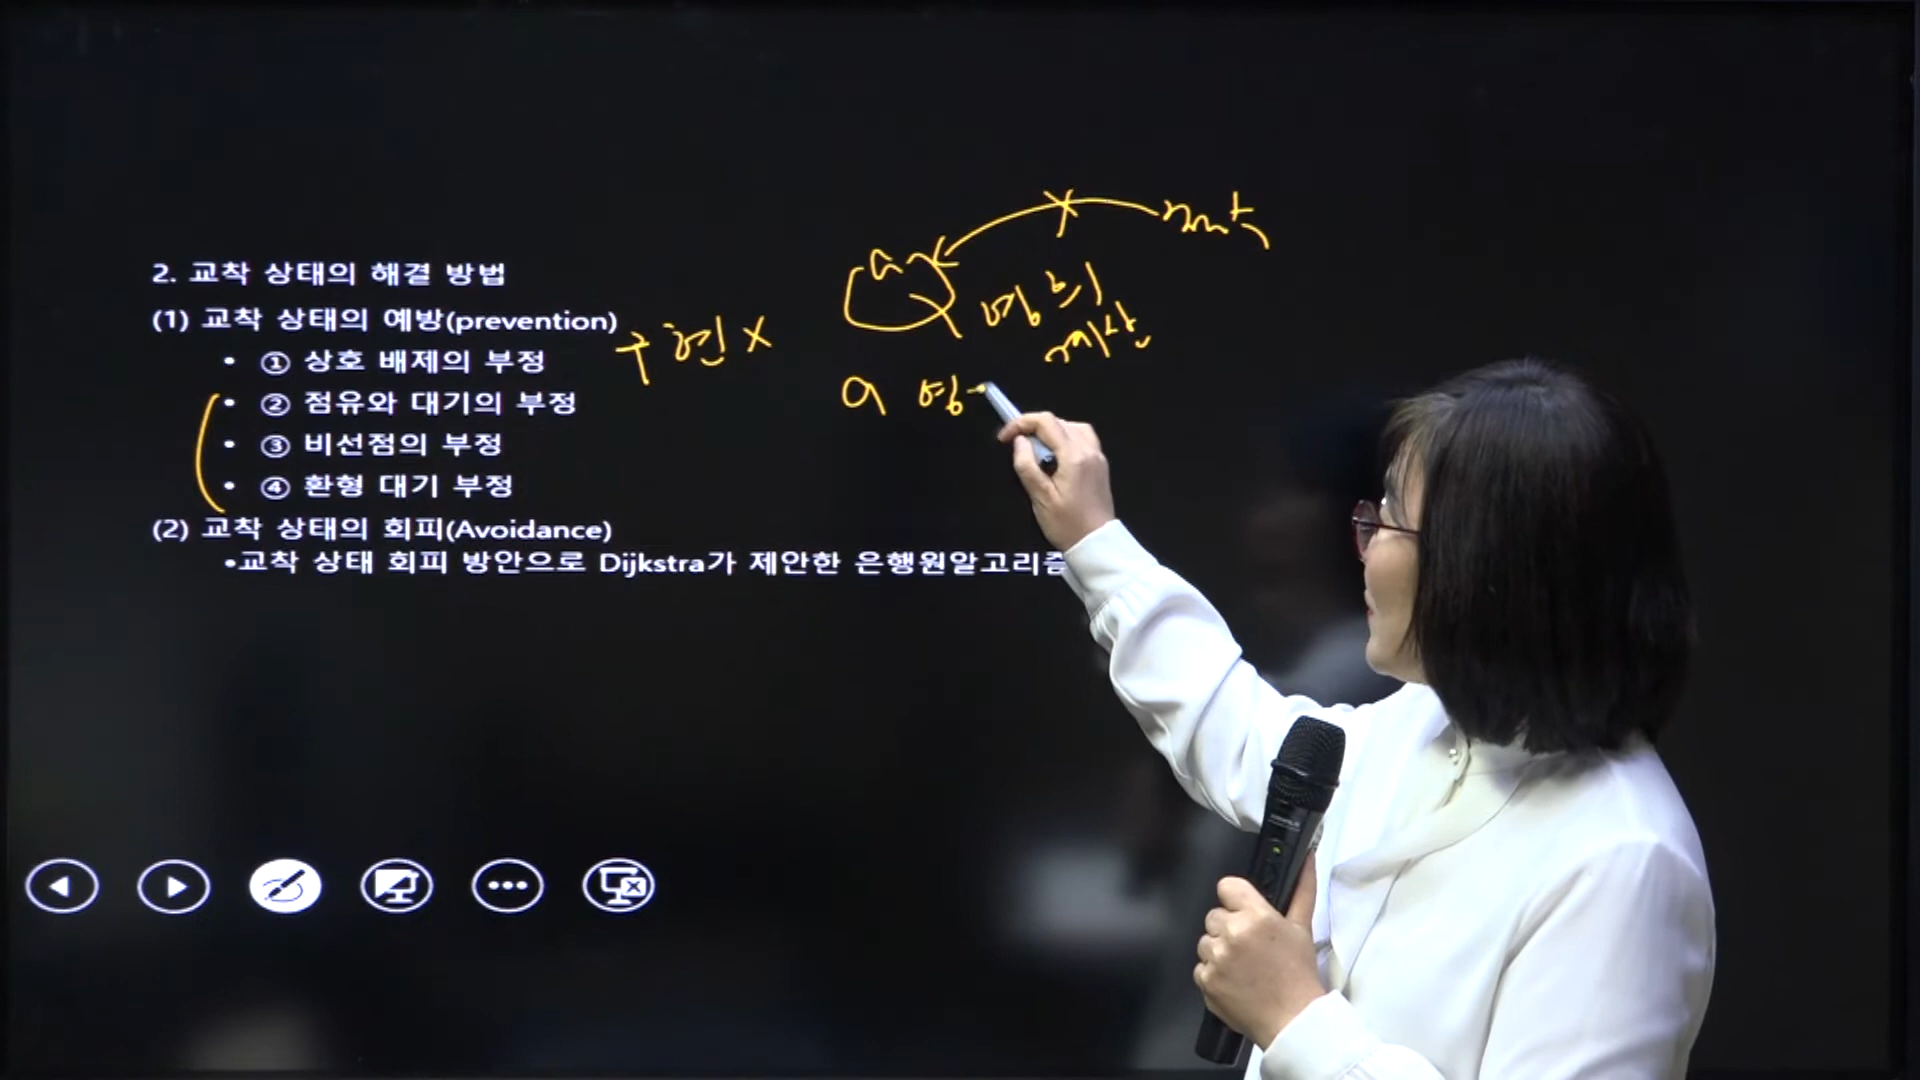 2. 교착 상태의 해결 방법
(1) 교착 상태의 예방(prevention)
• ① 상호 배제의 부정
구현 X
• ② 점유와 대기의 부정
• ③ 비선점의 부정
• ④ 환형 대기 부정
(2) 교착 상태의 회피(Avoidance)
•교착 상태 회피 방안으로 Dijkstra가 제안한 은행원알고리즘
a
a